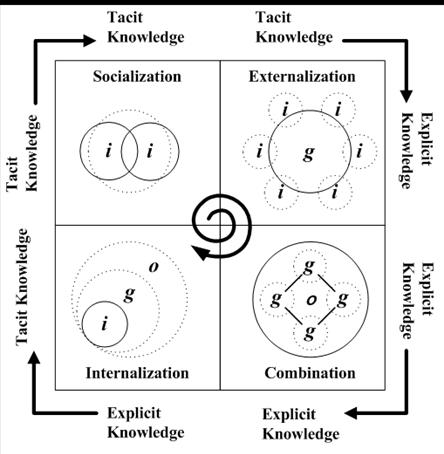 Tacit
Knowledge
Tacit
Knowledge
Socialization
Externalization
Tacit
Knowledge
Explicit
Knowledge
i i
i i
i g i
i i
Tacit Knowledge
Explicit
Knowledge
o
g
i
g
g o g
g
Internalization
Combination
Explicit
Knowledge
Explicit
Knowledge